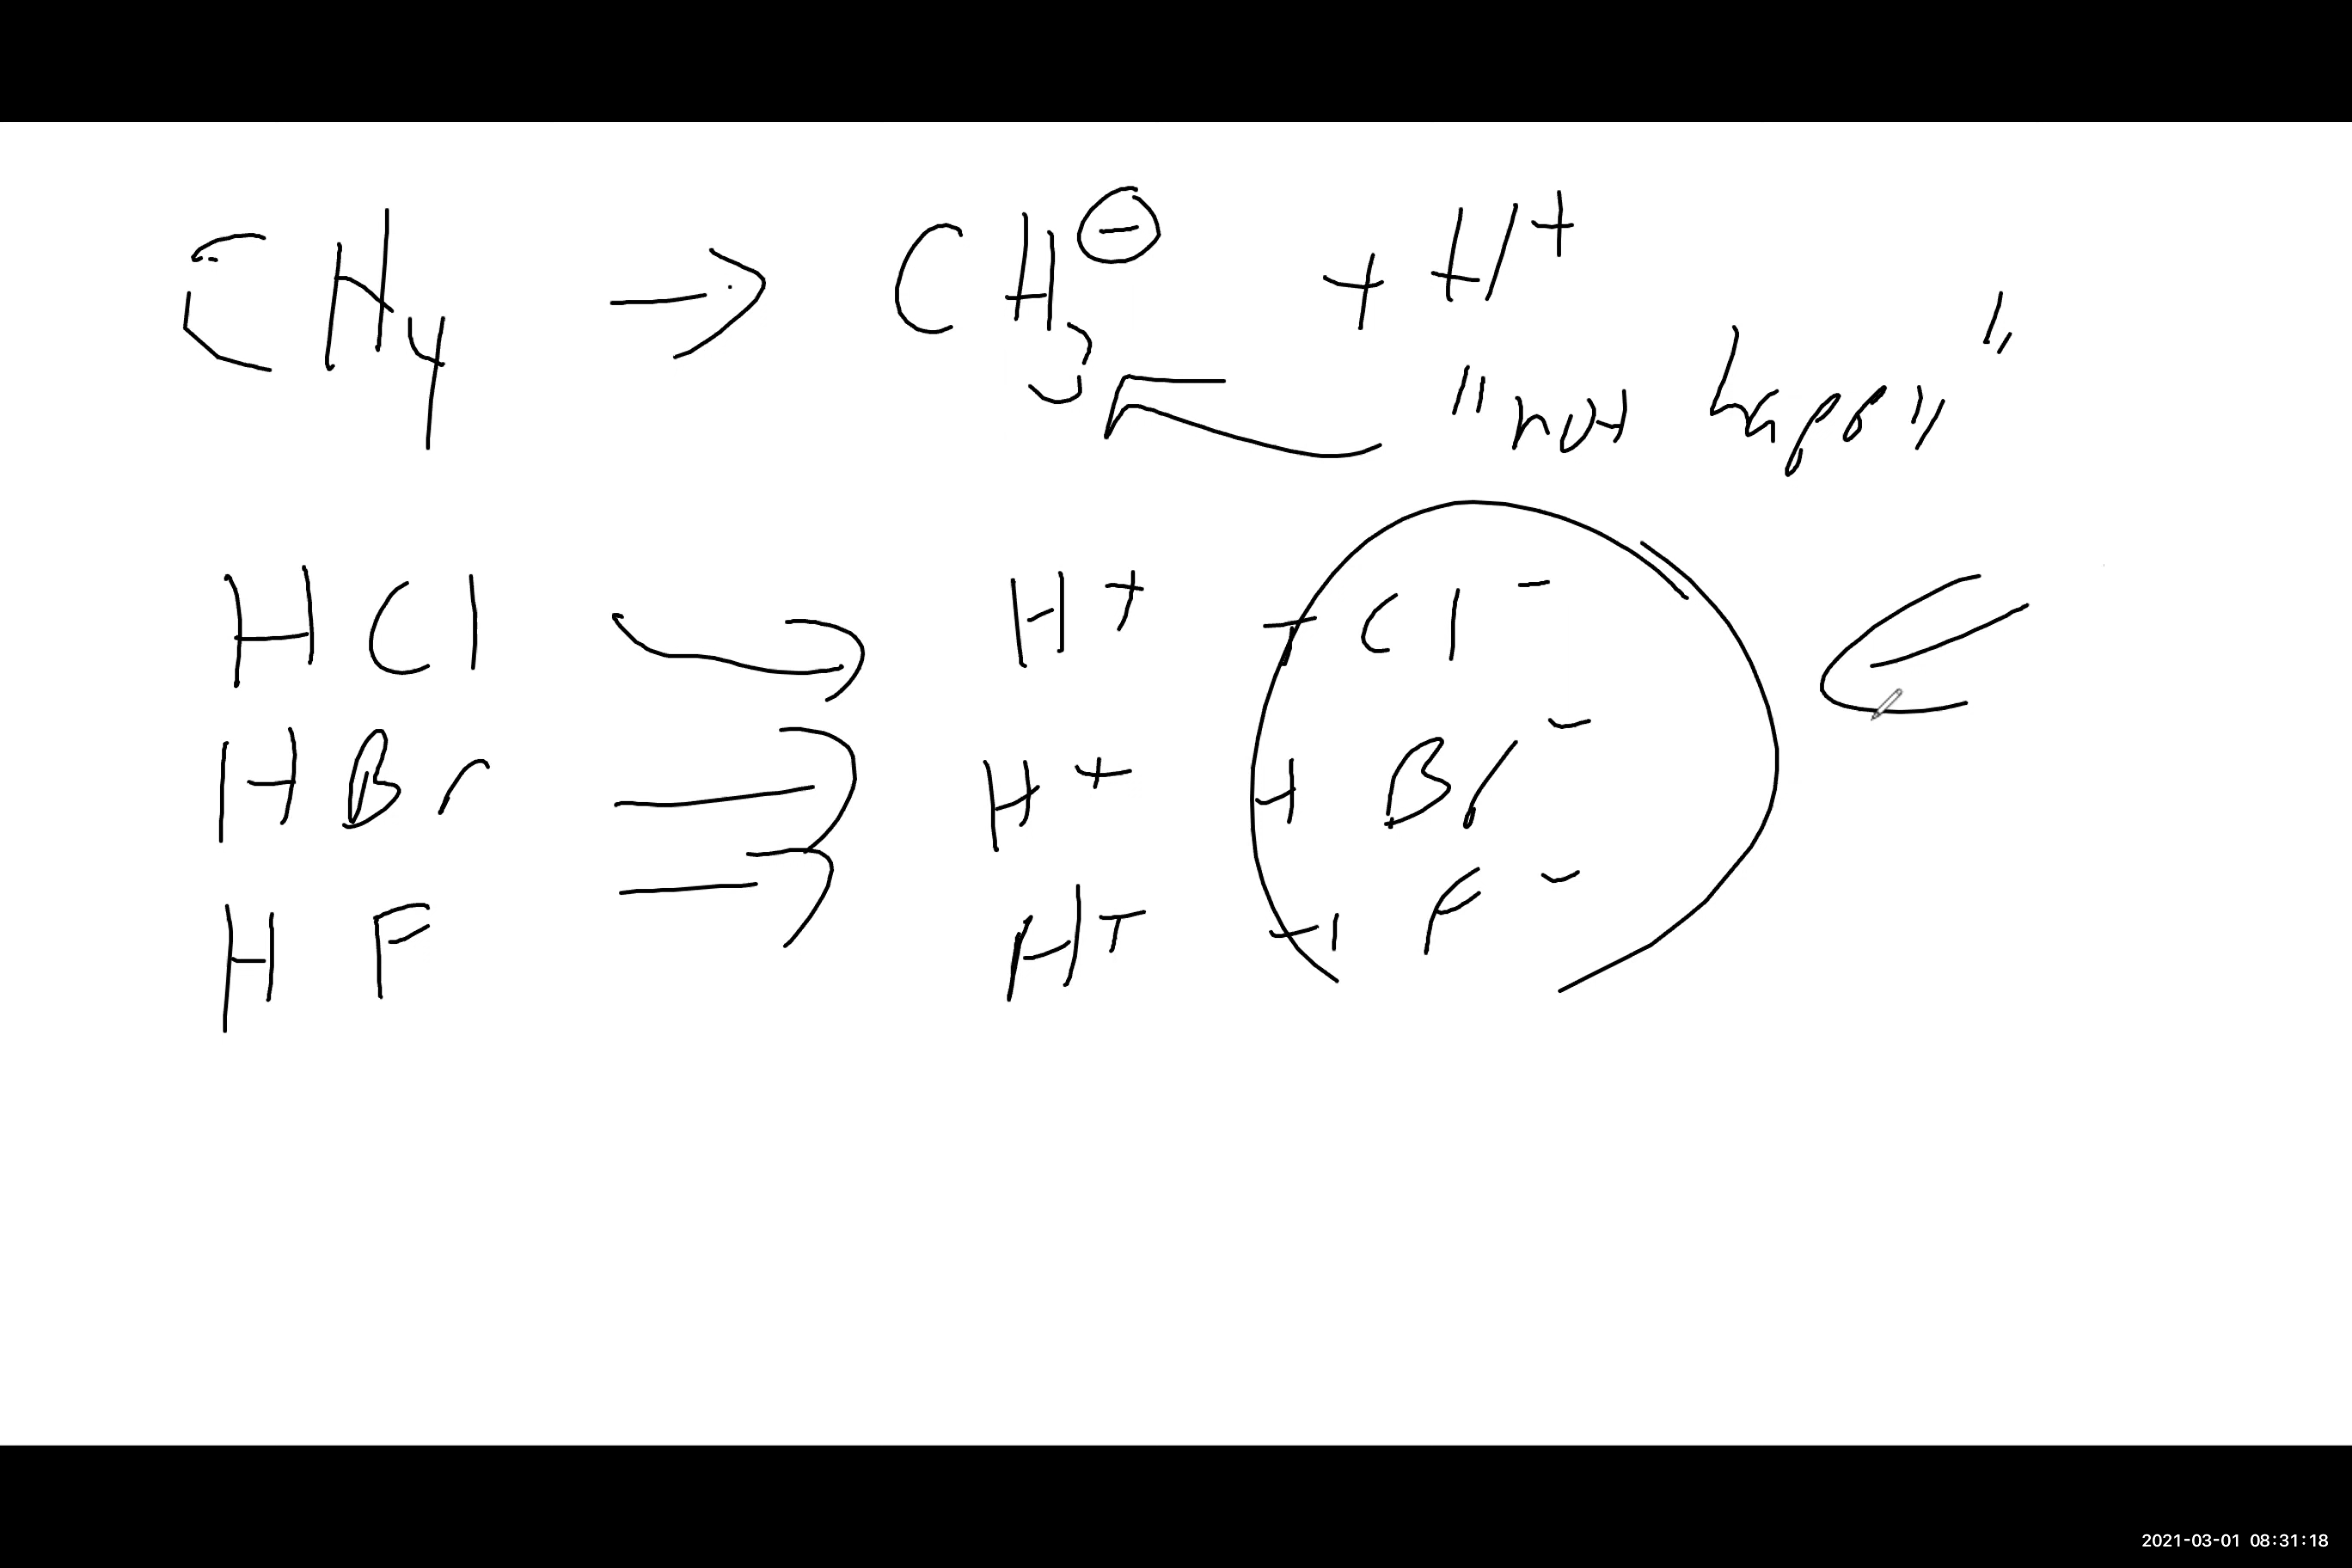 CH4 → CH3⊖ + H+
"not happy"
HCl → H+ + Cl-
HBr → H+ + Br-
HF → H+ + F-
2021-03-01 08:31:18